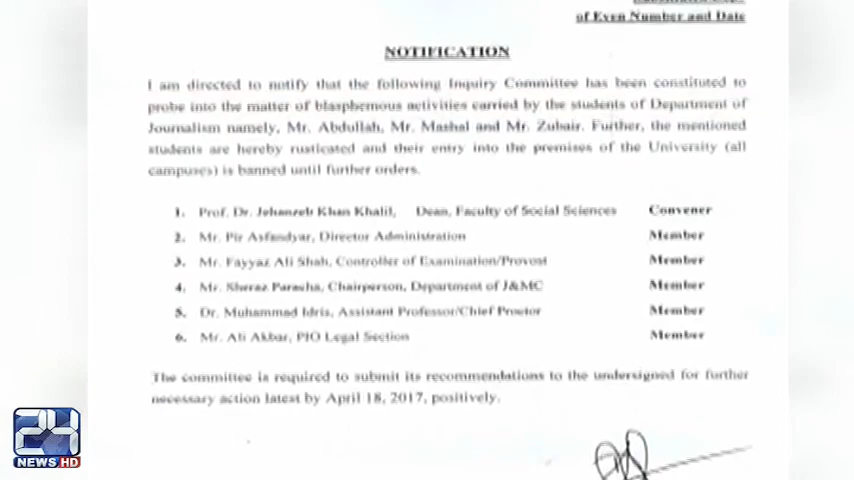 of Even Number and Date
NOTIFICATION
I am directed to notify that the following Inquiry Committee has been constituted to
probe into the matter of blasphemous activities carried by the students of Department of
Journalism namely, Mr. Abdullah, Mr. Mashal and Mr. Zubair. Further, the mentioned
students are hereby rusticated and their entry into the premises of the University (all
campuses) is banned until further orders.
1. Prof. Dr. Jehanzeb Khan Khalil, Dean, Faculty of Social Sciences Convener
2. Mr. Pir Asfandyar, Director Administration Member
3. Mr. Fayyaz Ali Shah, Controller of Examination/Provost Member
4. Mr. Sheraz Paracha, Chairperson, Department of J&MC Member
5. Dr. Muhammad Idris, Assistant Professor/Chief Proctor Member
6. Mr. Ali Akbar, PIO Legal Section Member
The committee is required to submit its recommendations to the undersigned for further
necessary action latest by April 18, 2017, positively.
24
NEWS HD